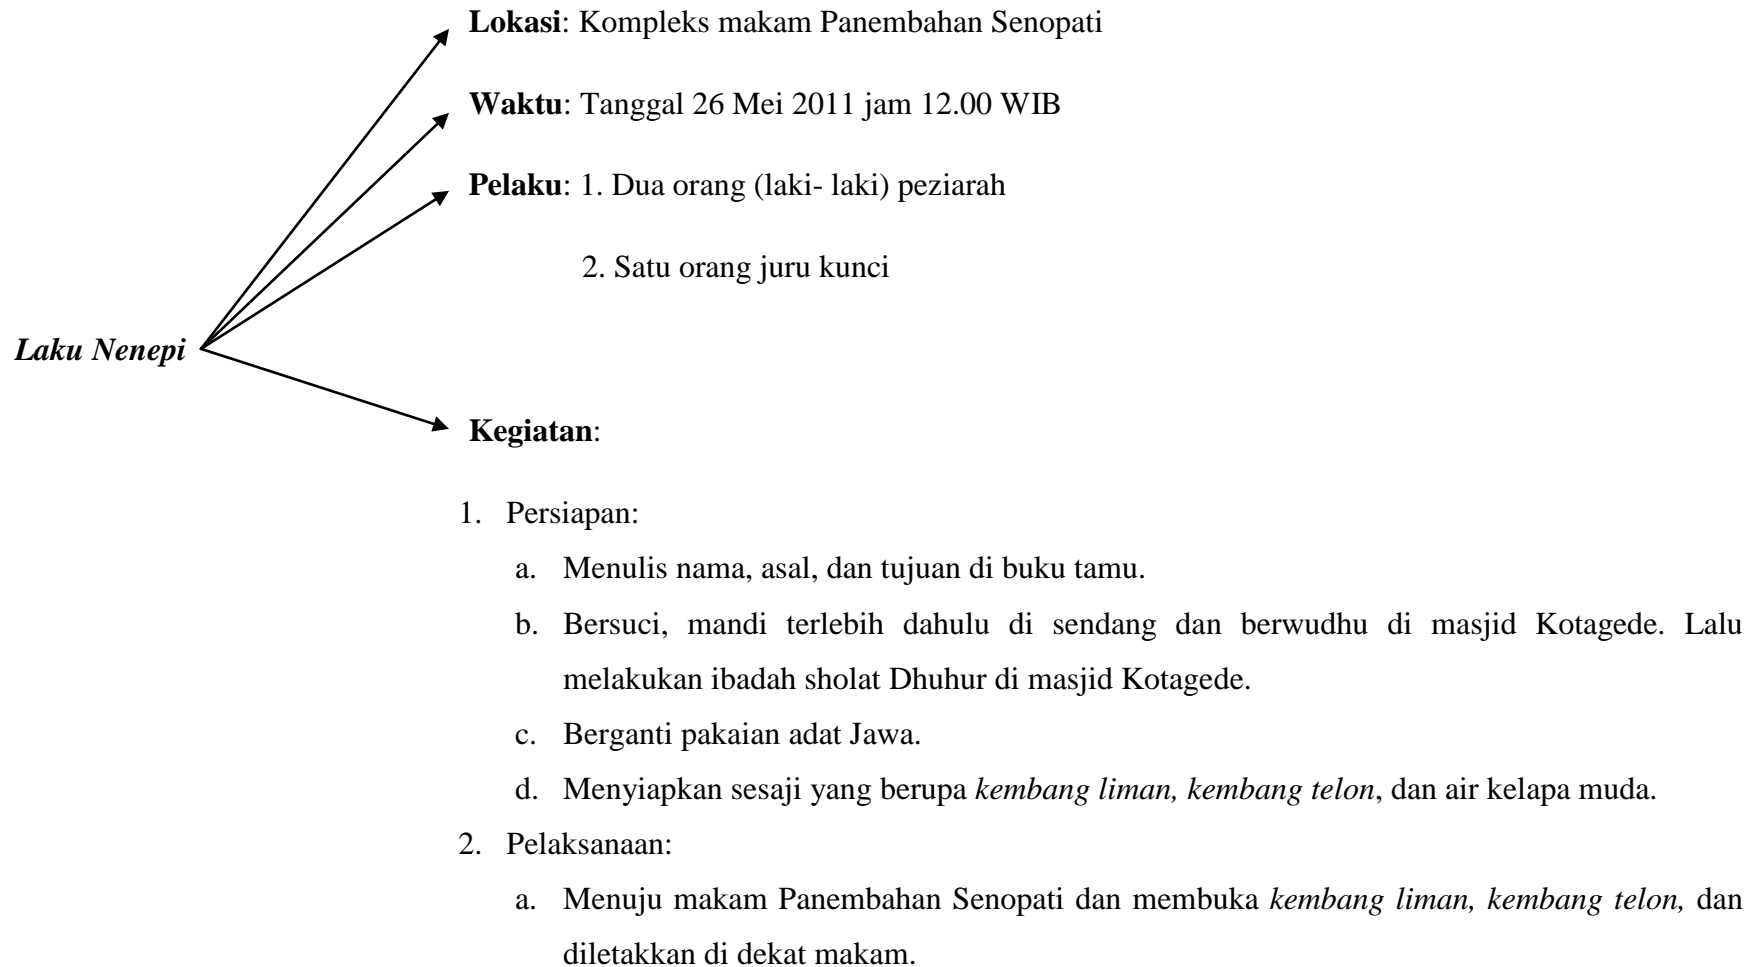 Lokasi: Kompleks makam Panembahan Senopati
Waktu: Tanggal 26 Mei 2011 jam 12.00 WIB
Pelaku: 1. Dua orang (laki- laki) peziarah
2. Satu orang juru kunci
Laku Nenepi
Kegiatan:
1. Persiapan:
a. Menulis nama, asal, dan tujuan di buku tamu.
b. Bersuci, mandi terlebih dahulu di sendang dan berwudhu di masjid Kotagede. Lalu
melakukan ibadah sholat Dhuhur di masjid Kotagede.
c. Berganti pakaian adat Jawa.
d. Menyiapkan sesaji yang berupa kembang liman, kembang telon, dan air kelapa muda.
2. Pelaksanaan:
a. Menuju makam Panembahan Senopati dan membuka kembang liman, kembang telon, dan
diletakkan di dekat makam.